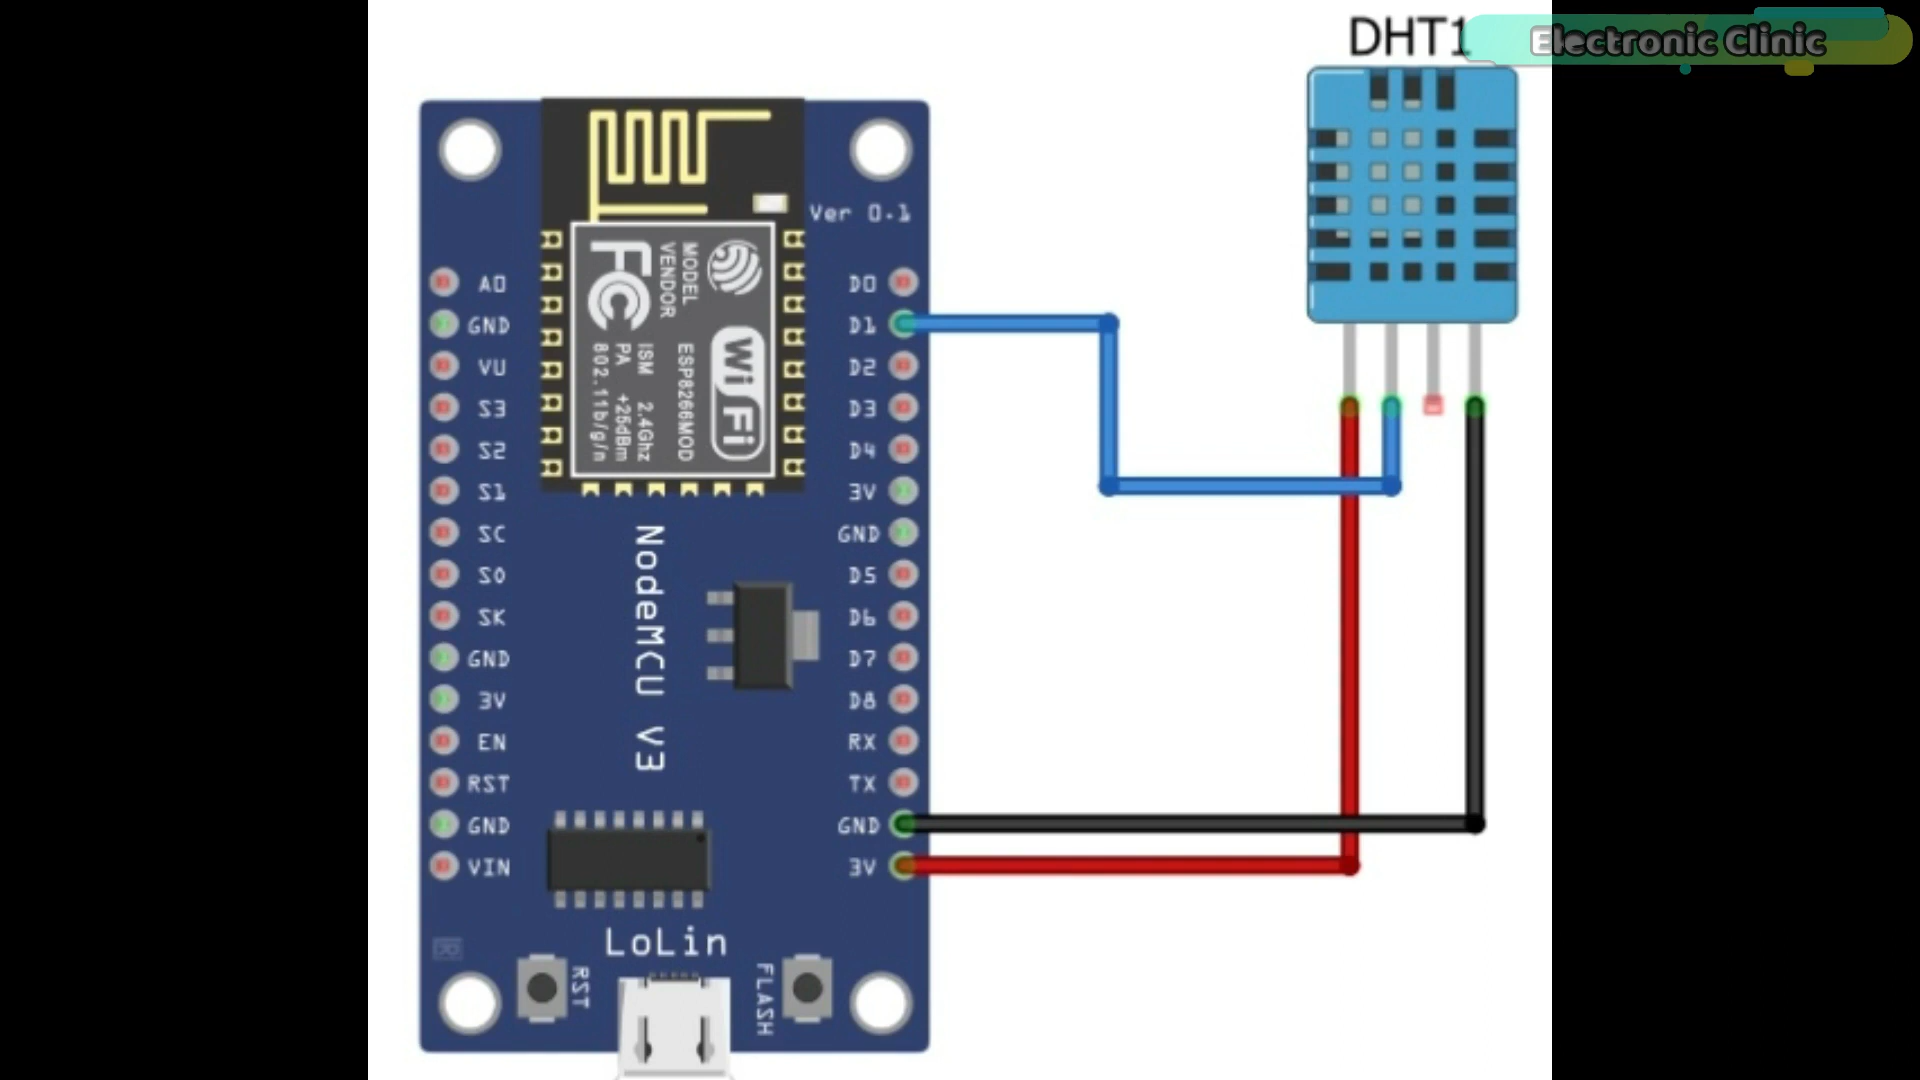 DHT1
Electronic Clinic
Ver 0.1
MODEL
VENDOR
FC
WiFi
ISM 2,4Ghz
PA +25dBm
802.11b/g/n
ESP8266MOD
A0
GND
VU
S3
S2
S1
SC
S0
SK
GND
3V
EN
RST
GND
VIN
D0
D1
D2
D3
D4
3V
GND
D5
D6
D7
D8
RX
TX
GND
3V
NodeMCU V3
LoLin
RST
FLASH